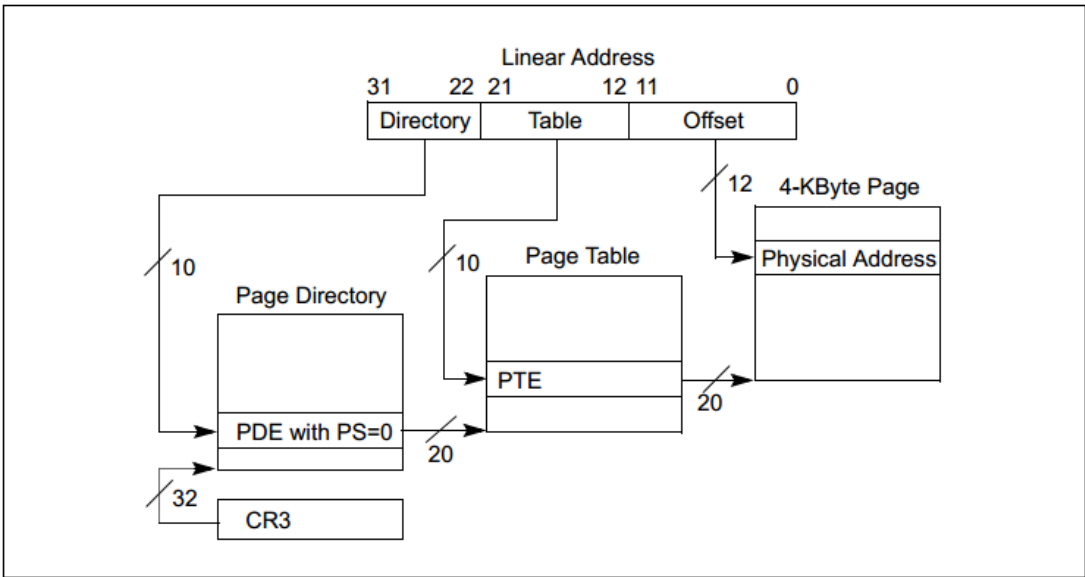 Linear Address
31 22 21 12 11 0
Directory Table Offset
12
4-KByte Page
Physical Address
10
10
Page Table
Page Directory
PTE
20
PDE with PS=0
20
32
CR3